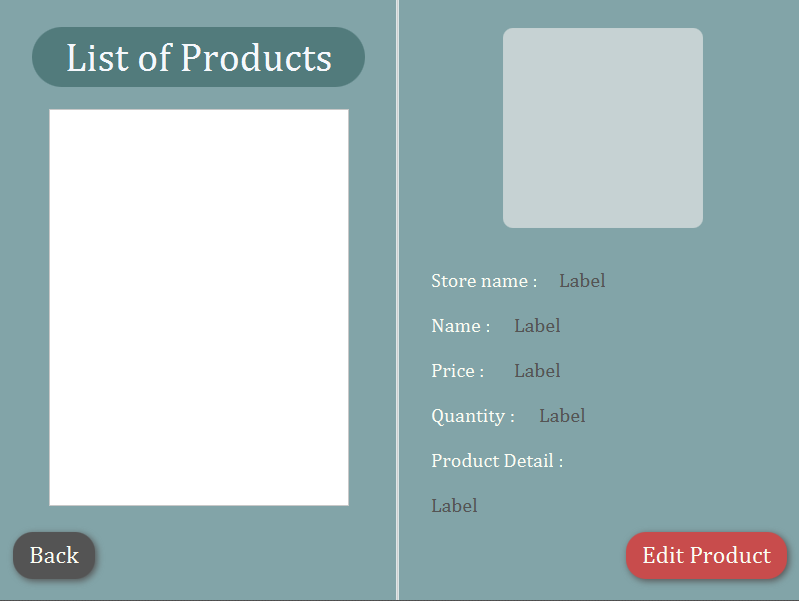 List of Products
Store name : Label
Name : Label
Price : Label
Quantity : Label
Product Detail :
Label
Back
Edit Product